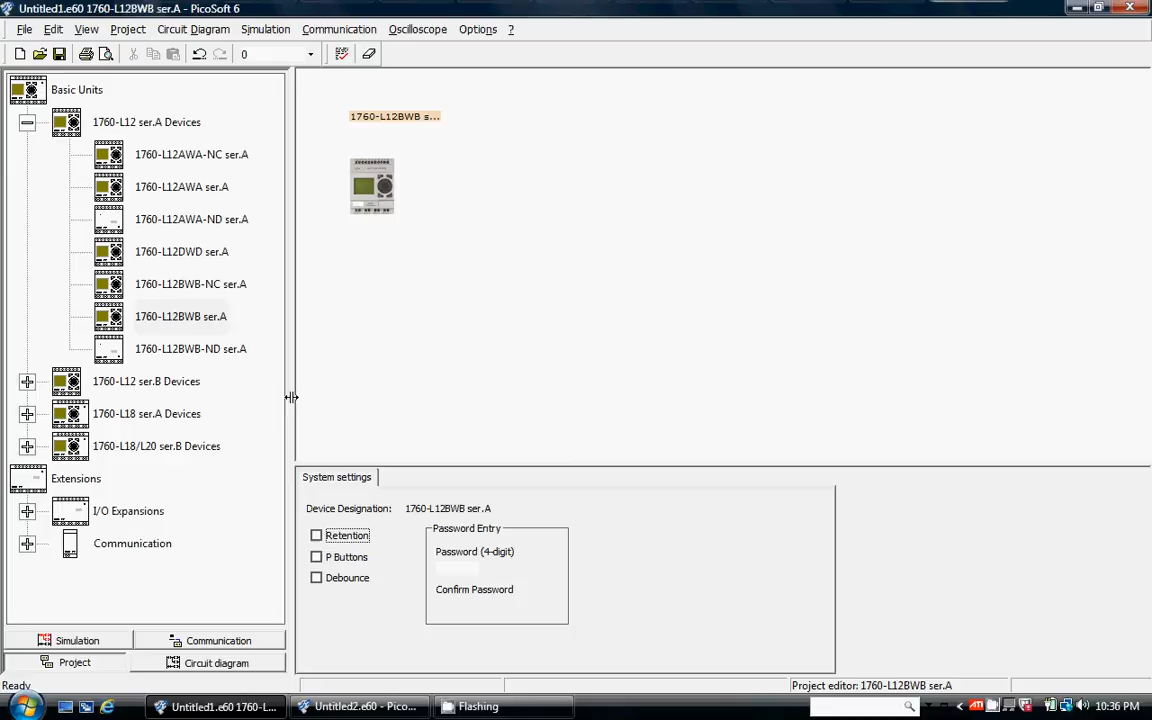 Untitled1.e60 1760-L12BWB ser.A - PicoSoft 6
File Edit View Project Circuit Diagram Simulation Communication Oscilloscope Options ?
0
Basic Units
1760-L12 ser.A Devices
1760-L12AWA-NC ser.A
1760-L12AWA ser.A
1760-L12AWA-ND ser.A
1760-L12DWD ser.A
1760-L12BWB-NC ser.A
1760-L12BWB ser.A
1760-L12BWB-ND ser.A
1760-L12 ser.B Devices
1760-L18 ser.A Devices
1760-L18/L20 ser.B Devices
Extensions
I/O Expansions
Communication
Simulation Communication
Project Circuit diagram
1760-L12BWB s...
System settings
Device Designation: 1760-L12BWB ser.A
Retention
P Buttons
Debounce
Password Entry
Password (4-digit)
Confirm Password
Ready
Project editor: 1760-L12BWB ser.A
Untitled1.e60 1760-L... Untitled2.e60 - Pico... Flashing
10:36 PM